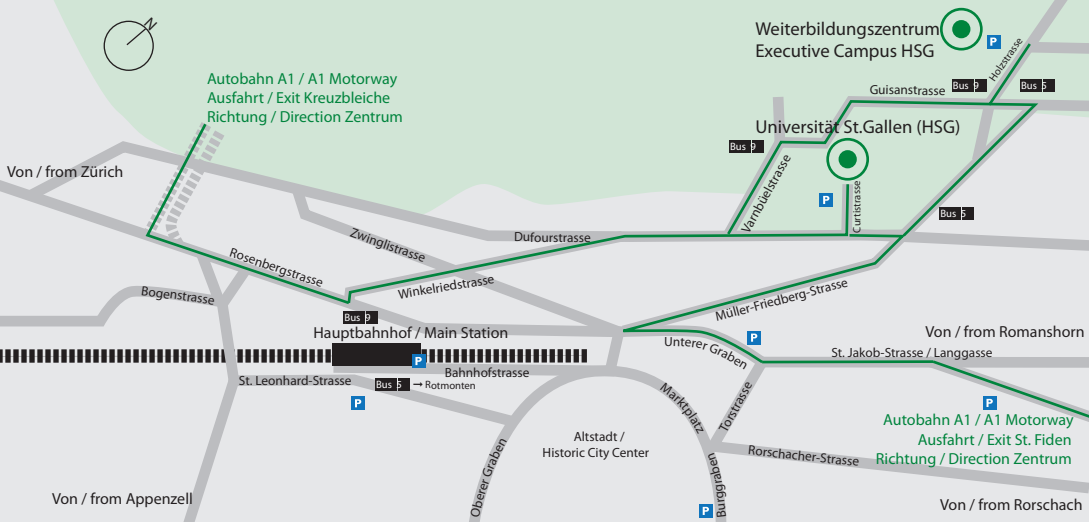 N
Weiterbildungszentrum
Executive Campus HSG
P
Holzstrasse
Autobahn A1 / A1 Motorway
Ausfahrt / Exit Kreuzbleiche
Richtung / Direction Zentrum
Guisanstrasse
Bus 9
Bus 5
Universität St.Gallen (HSG)
Bus 9
Von / from Zürich
Varnbüelstrasse
P
Curtistrasse
Bus 5
Zwinglistrasse
Dufourstrasse
Rosenbergstrasse
Winkelriedstrasse
Bogenstrasse
Müller-Friedberg-Strasse
Bus 9
Hauptbahnhof / Main Station
P
Unterer Graben
P
Von / from Romanshorn
St. Jakob-Strasse / Langgasse
Bahnhofstrasse
St. Leonhard-Strasse
Bus 5 → Rotmonten
P
Marktplatz
Torstrasse
P
Autobahn A1 / A1 Motorway
Ausfahrt / Exit St. Fiden
Richtung / Direction Zentrum
Altstadt /
Historic City Center
Oberer Graben
Burggraben
Rorschacher-Strasse
Von / from Appenzell
P
Von / from Rorschach